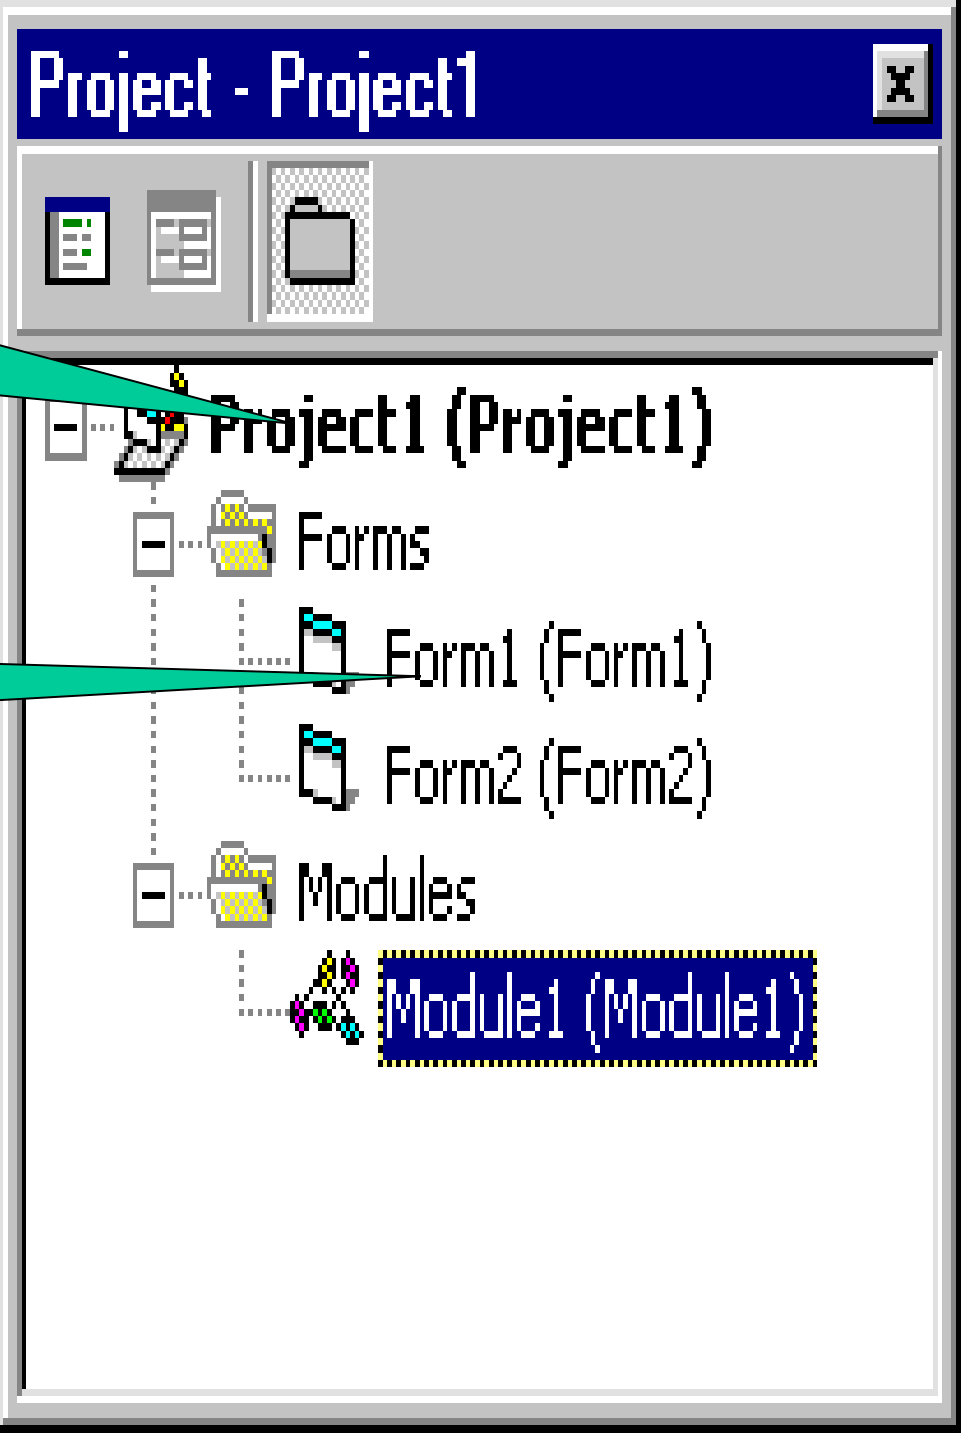 Project - Project1
Project1 (Project1)
Forms
Form1 (Form1)
Form2 (Form2)
Modules
Module1 (Module1)